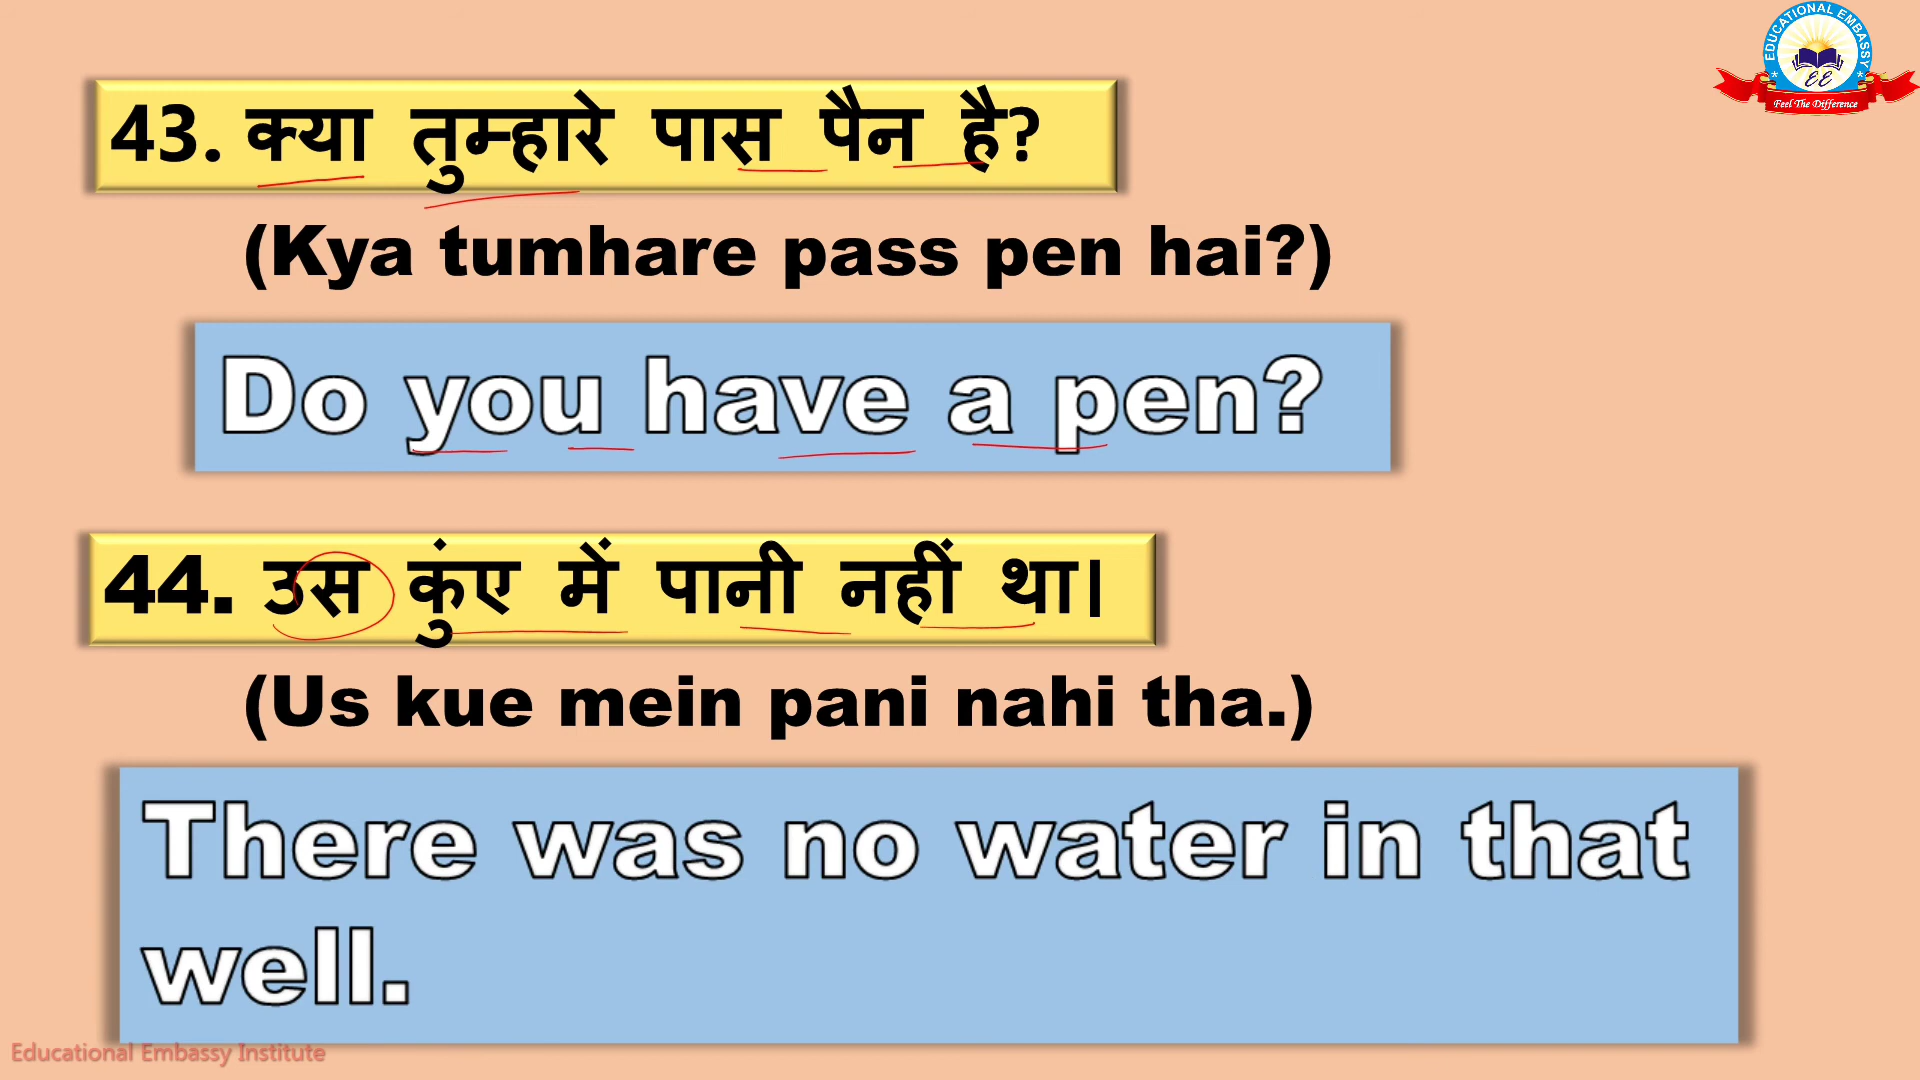 EDUCATIONAL EMBASSY
EE
Feel The Difference
43. क्या तुम्हारे पास पैन है?
(Kya tumhare pass pen hai?)
Do you have a pen?
44. उस कुंए में पानी नहीं था।
(Us kue mein pani nahi tha.)
There was no water in that
well.
Educational Embassy Institute